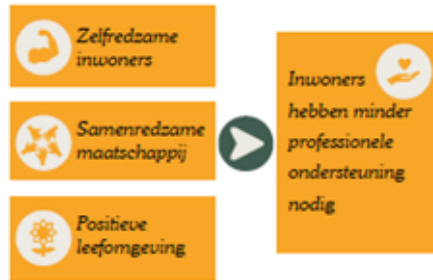 Zelfredzame
inwoners
Samenredzame
maatschappij
Positieve
leefomgeving
Inwoners
hebben minder
professionele
ondersteuning
nodig